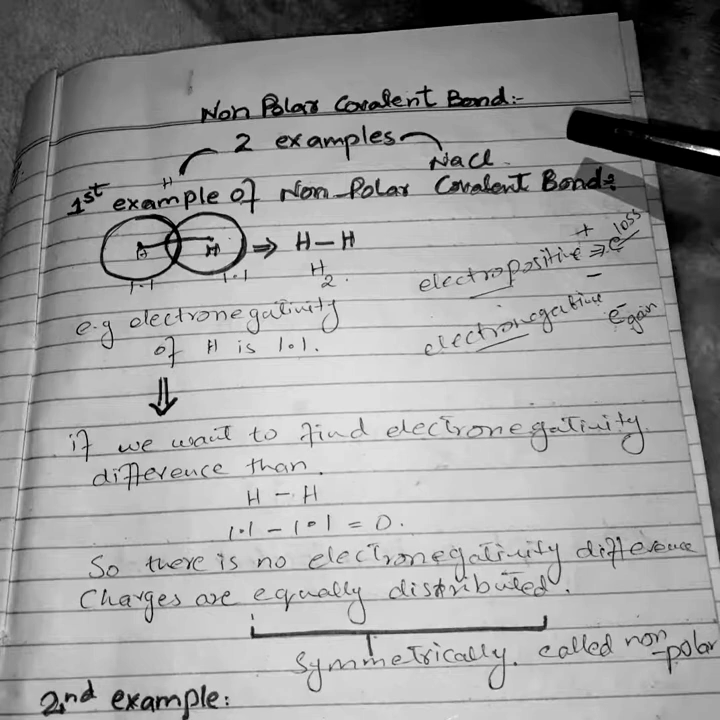 Non Polar Covalent Bond:-
2 examples
H
NaCl.
1st example of Non-Polar Covalent Bond:
H H ⇒ H-H
1.1 1.1
H2
electropositive + ⇒ e loss
electronegative - e- gain
e.g electronegativity
of H is 1.1.
⇓
if we want to find electronegativity
difference than.
H - H
1.1 - 1.1 = 0.
So there is no electronegativity difference
Charges are equally distributed.
Symmetrically. called non-polar
2nd example: